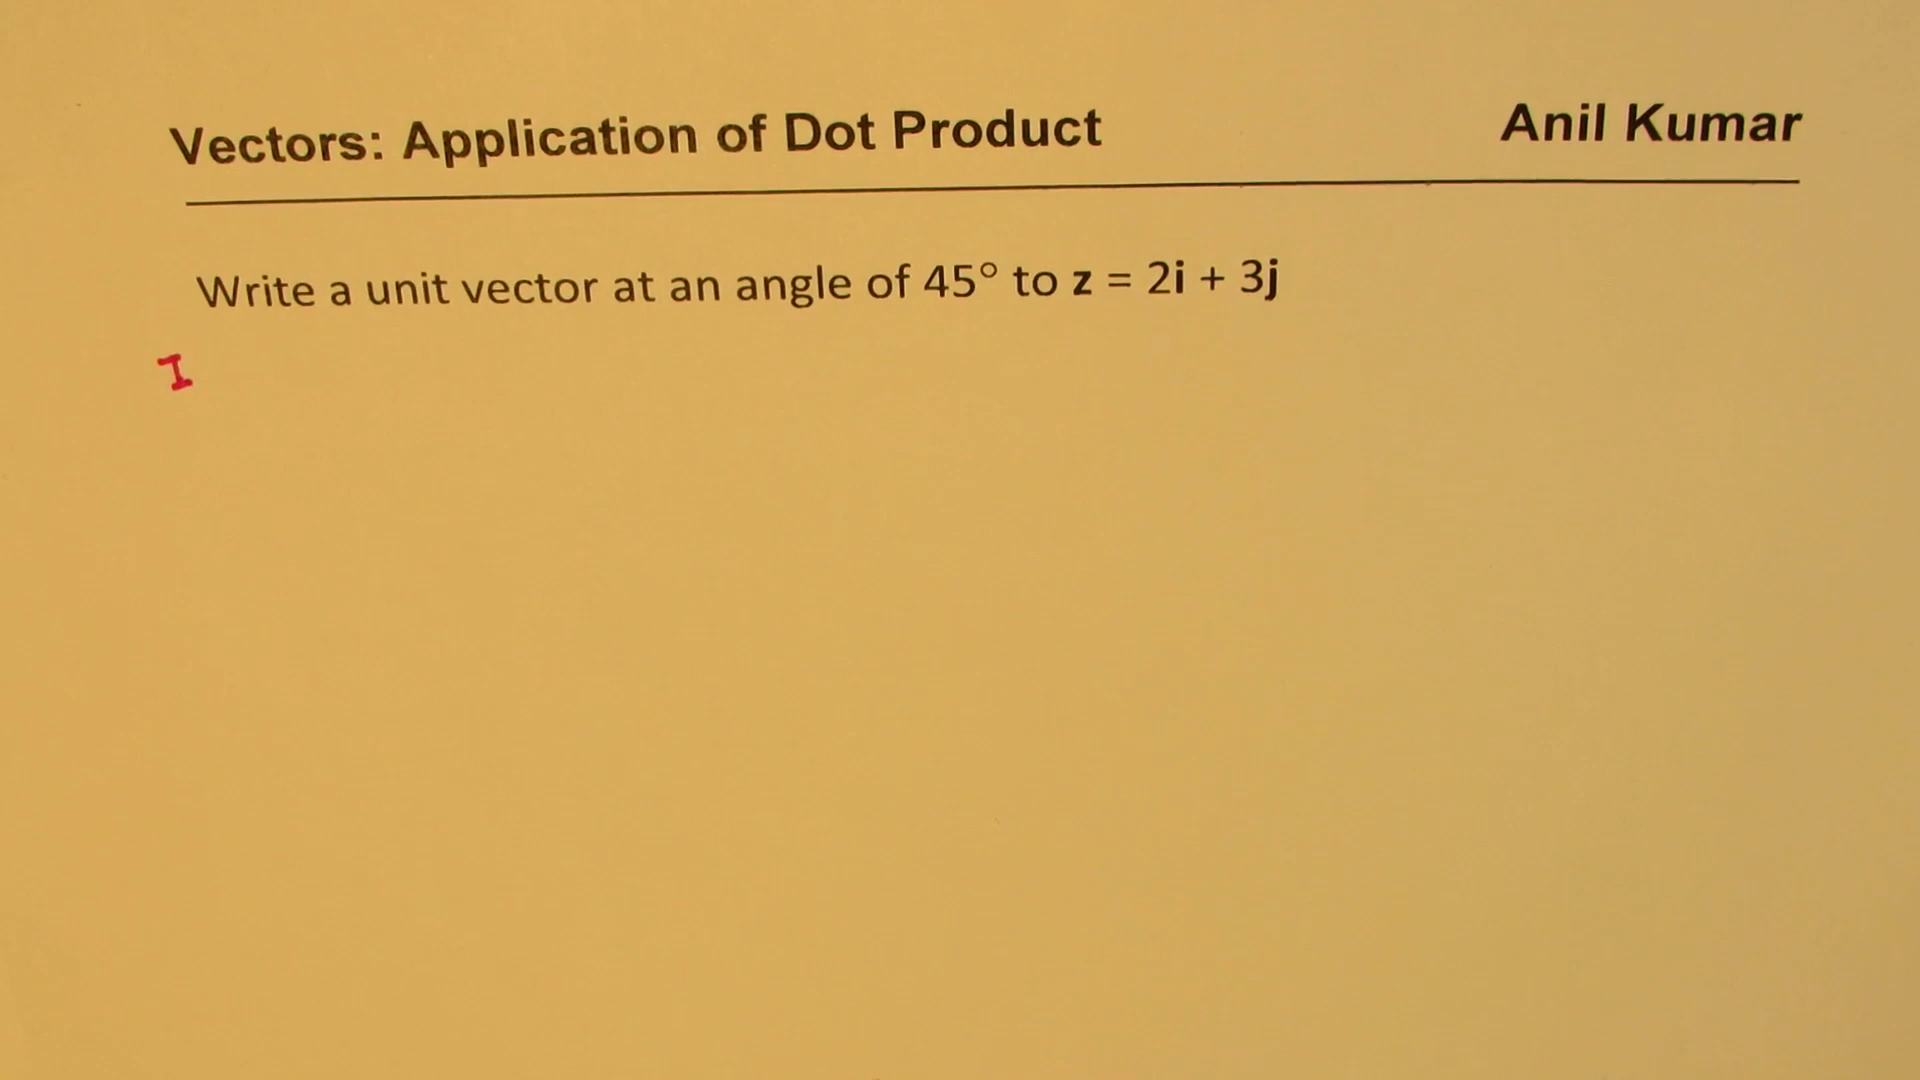 Vectors: Application of Dot Product Anil Kumar
Write a unit vector at an angle of 45° to z = 2i + 3j
I